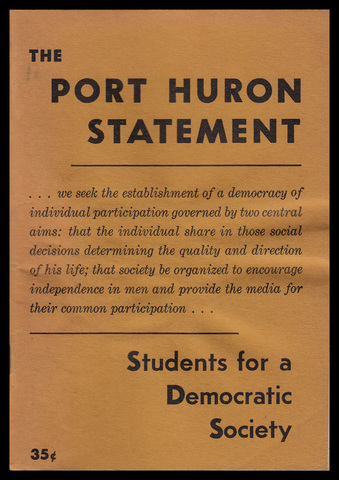 THE
PORT HURON
STATEMENT
. . . we seek the establishment of a democracy of
individual participation governed by two central
aims: that the individual share in those social
decisions determining the quality and direction
of his life; that society be organized to encourage
independence in men and provide the media for
their common participation . . .
Students for a
Democratic
Society
35¢